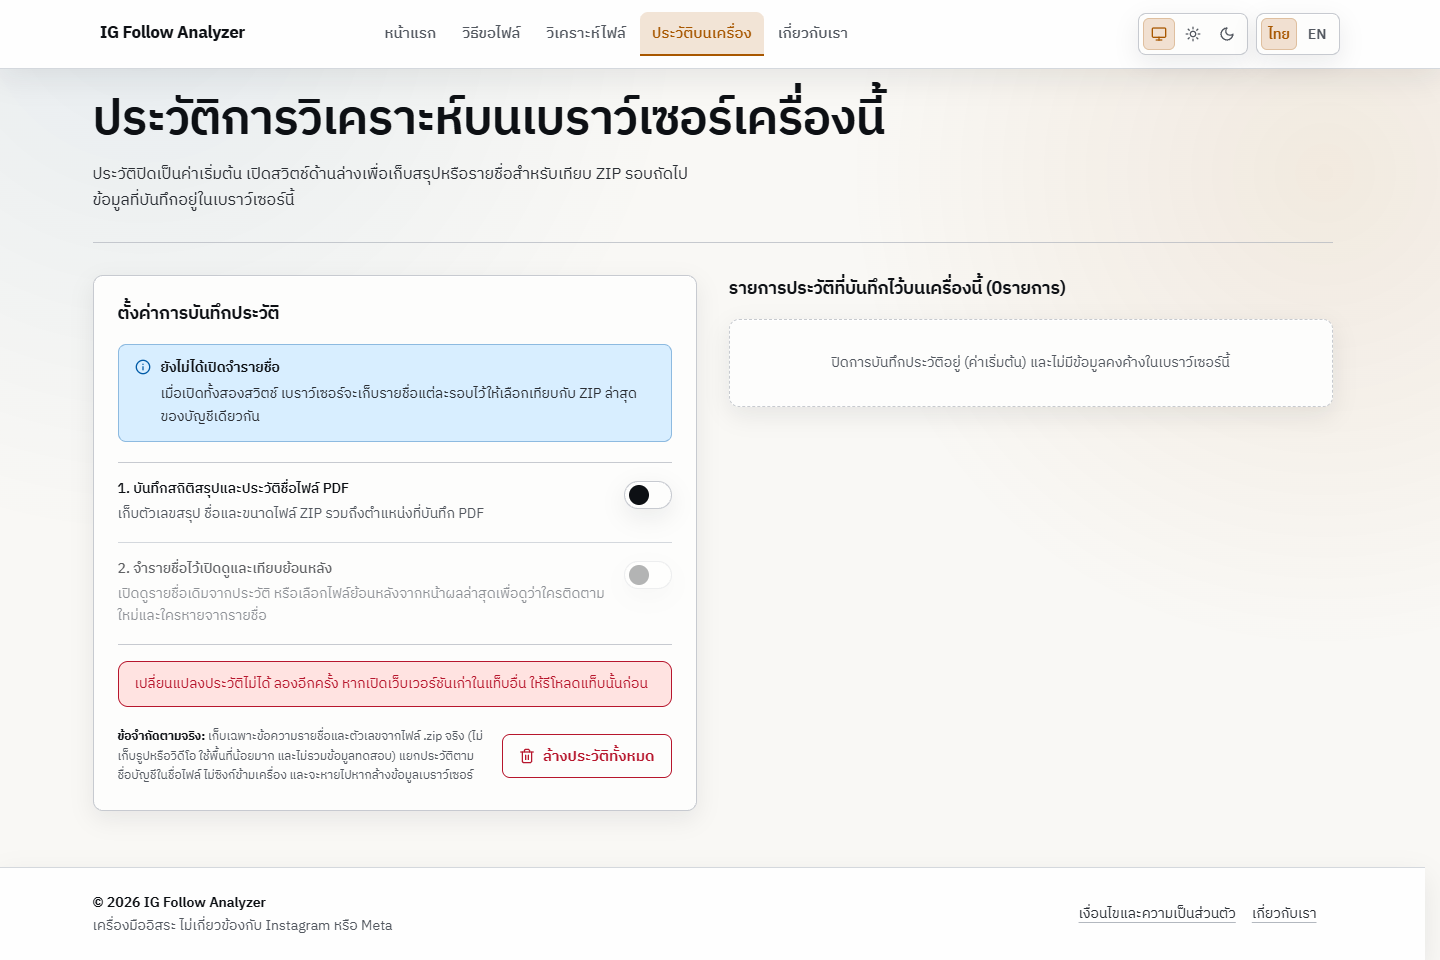 IG Follow Analyzer
หน้าแรก
วิธีขอไฟล์
วิเคราะห์ไฟล์
ประวัติบนเครื่อง
เกี่ยวกับเรา
ไทย
EN
ประวัติการวิเคราะห์บนเบราว์เซอร์เครื่องนี้
ประวัติปิดเป็นค่าเริ่มต้น เปิดสวิตช์ด้านล่างเพื่อเก็บสรุปหรือรายชื่อสำหรับเทียบ ZIP รอบถัดไป
ข้อมูลที่บันทึกอยู่ในเบราว์เซอร์นี้
ตั้งค่าการบันทึกประวัติ
ยังไม่ได้เปิดจำรายชื่อ
เมื่อเปิดทั้งสองสวิตช์ เบราว์เซอร์จะเก็บรายชื่อแต่ละรอบไว้ให้เลือกเทียบกับ ZIP ล่าสุด
ของบัญชีเดียวกัน
1. บันทึกสถิติสรุปและประวัติชื่อไฟล์ PDF
เก็บตัวเลขสรุป ชื่อและขนาดไฟล์ ZIP รวมถึงตำแหน่งที่บันทึก PDF
2. จำรายชื่อไว้เปิดดูและเทียบย้อนหลัง
เปิดดูรายชื่อเดิมจากประวัติ หรือเลือกไฟล์ย้อนหลังจากหน้าผลล่าสุดเพื่อดูว่าใครติดตาม
ใหม่และใครหายจากรายชื่อ
เปลี่ยนแปลงประวัติไม่ได้ ลองอีกครั้ง หากเปิดเว็บเวอร์ชันเก่าในแท็บอื่น ให้รีโหลดแท็บนั้นก่อน
ข้อจำกัดตามจริง: เก็บเฉพาะข้อความรายชื่อและตัวเลขจากไฟล์ .zip จริง (ไม่
เก็บรูปหรือวิดีโอ ใช้พื้นที่น้อยมาก และไม่รวมข้อมูลทดสอบ) แยกประวัติตาม
ชื่อบัญชีในชื่อไฟล์ ไม่ซิงก์ข้ามเครื่อง และจะหายไปหากล้างข้อมูลเบราว์เซอร์
ล้างประวัติทั้งหมด
รายการประวัติที่บันทึกไว้บนเครื่องนี้ (0รายการ)
ปิดการบันทึกประวัติอยู่ (ค่าเริ่มต้น) และไม่มีข้อมูลคงค้างในเบราว์เซอร์นี้
© 2026 IG Follow Analyzer
เครื่องมืออิสระ ไม่เกี่ยวข้องกับ Instagram หรือ Meta
เงื่อนไขและความเป็นส่วนตัว
เกี่ยวกับเรา